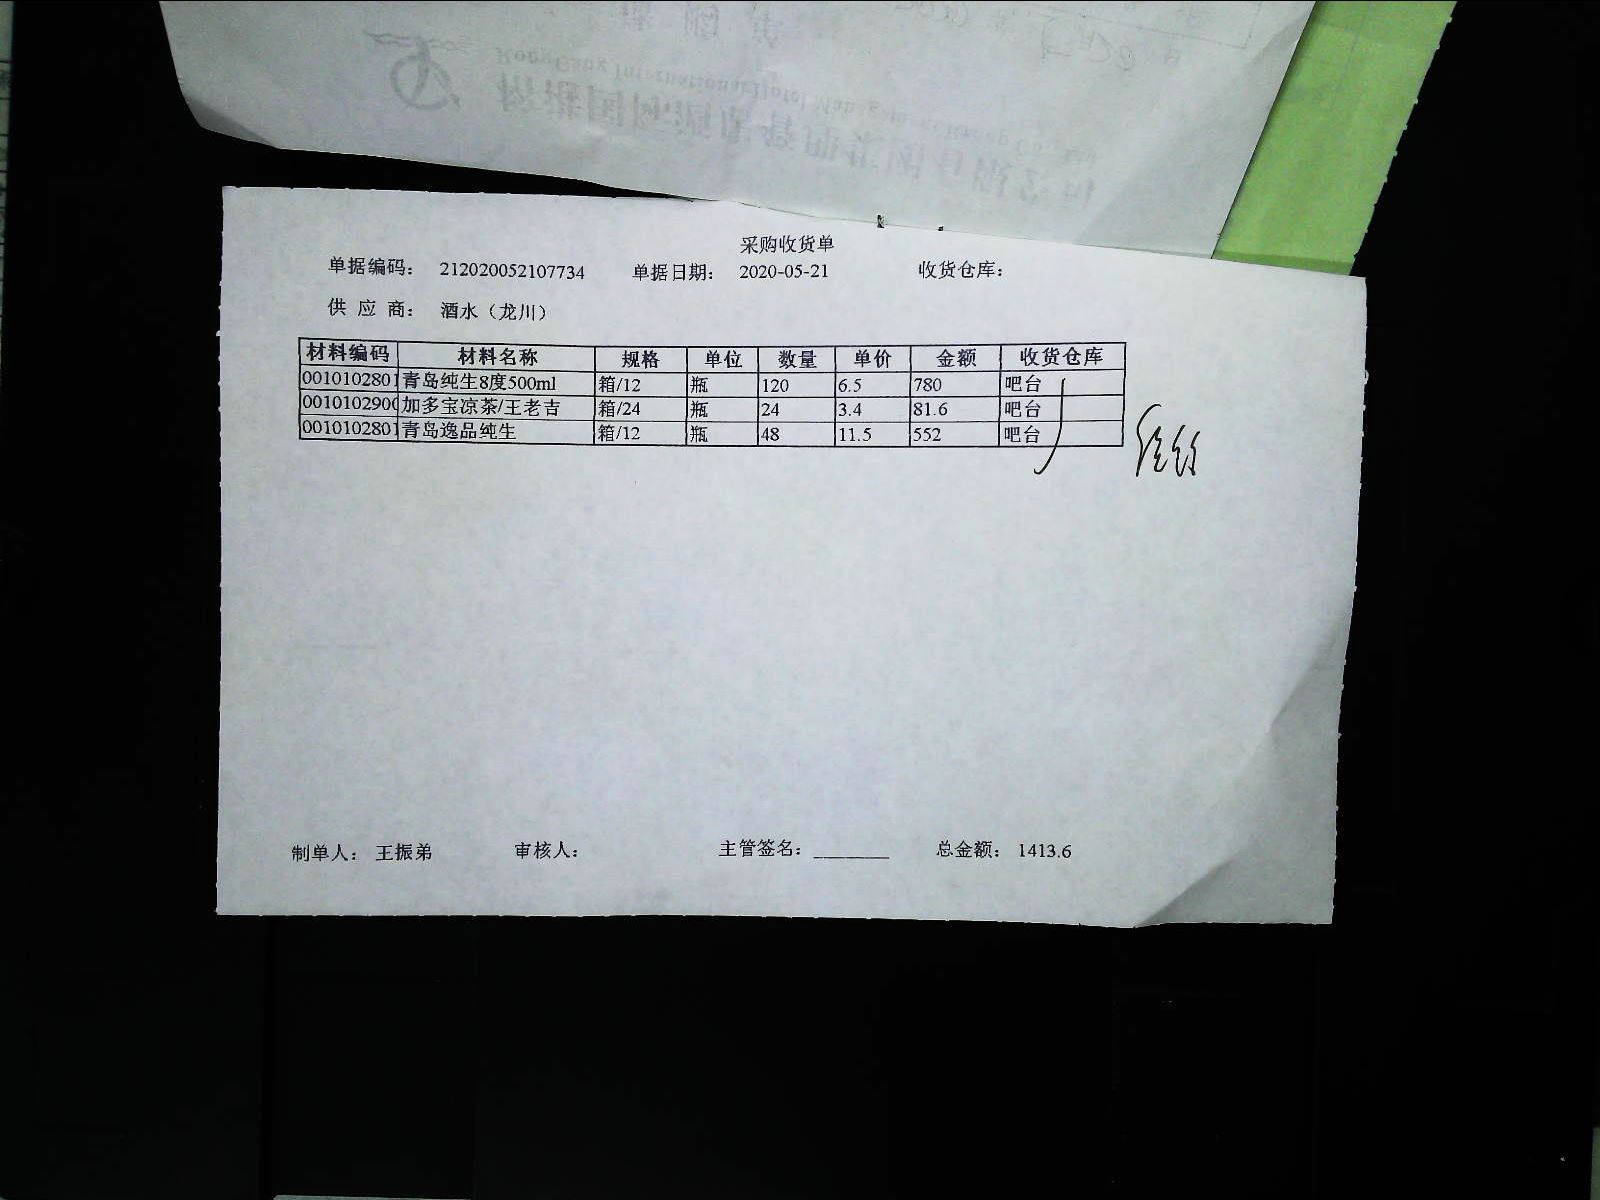 采购收货单
单据编码： 212020052107734 单据日期： 2020-05-21 收货仓库：
供 应 商： 酒水（龙川）
材料编码 材料名称 规格 单位 数量 单价 金额 收货仓库
0010102801 青岛纯生8度500ml 箱/12 瓶 120 6.5 780 吧台
001010290 加多宝凉茶/王老吉 箱/24 瓶 24 3.4 81.6 吧台
0010102801 青岛逸品纯生 箱/12 瓶 48 11.5 552 吧台
制单人： 王振弟 审核人： 主管签名： 总金额： 1413.6